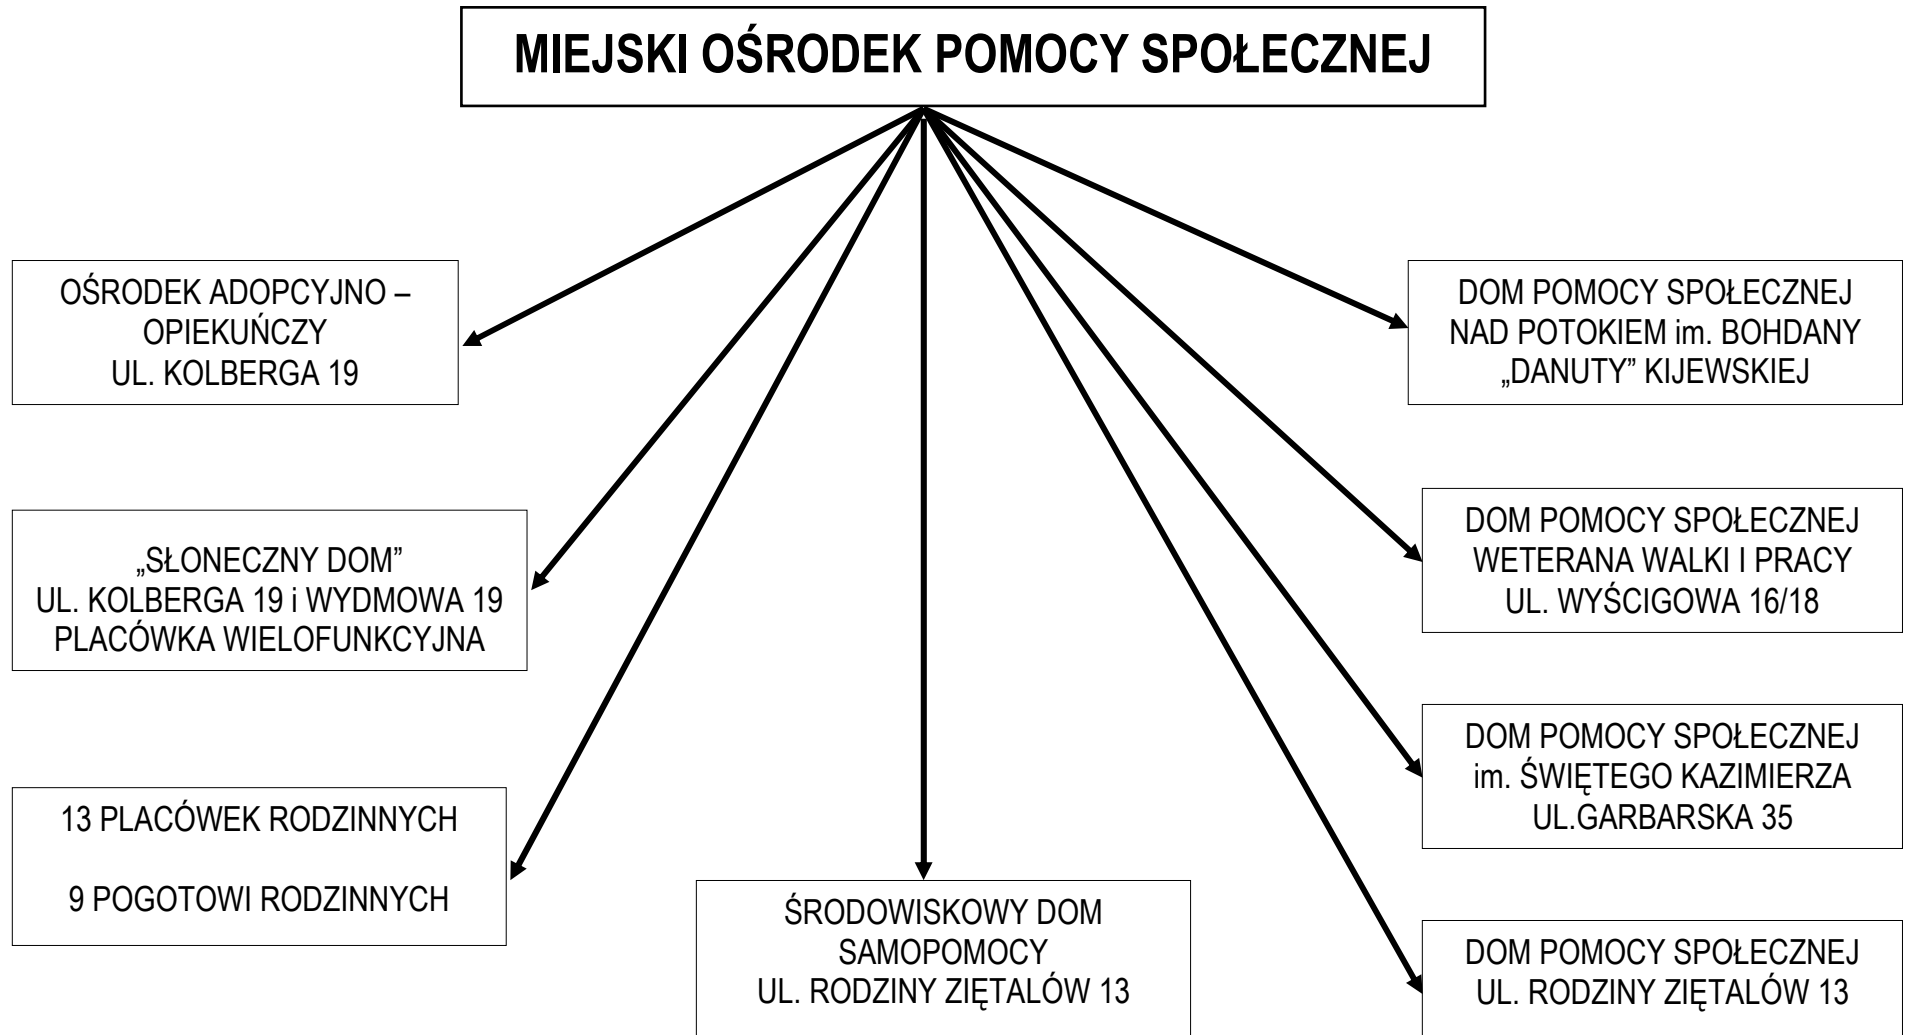 MIEJSKI OŚRODEK POMOCY SPOŁECZNEJ
OŚRODEK ADOPCYJNO –
OPIEKUŃCZY
UL. KOLBERGA 19
„SŁONECZNY DOM”
UL. KOLBERGA 19 i WYDMOWA 19
PLACÓWKA WIELOFUNKCYJNA
13 PLACÓWEK RODZINNYCH
9 POGOTOWI RODZINNYCH
ŚRODOWISKOWY DOM
SAMOPOMOCY
UL. RODZINY ZIĘTALÓW 13
DOM POMOCY SPOŁECZNEJ
NAD POTOKIEM im. BOHDANY
„DANUTY” KIJEWSKIEJ
DOM POMOCY SPOŁECZNEJ
WETERANA WALKI I PRACY
UL. WYŚCIGOWA 16/18
DOM POMOCY SPOŁECZNEJ
im. ŚWIĘTEGO KAZIMIERZA
UL.GARBARSKA 35
DOM POMOCY SPOŁECZNEJ
UL. RODZINY ZIĘTALÓW 13